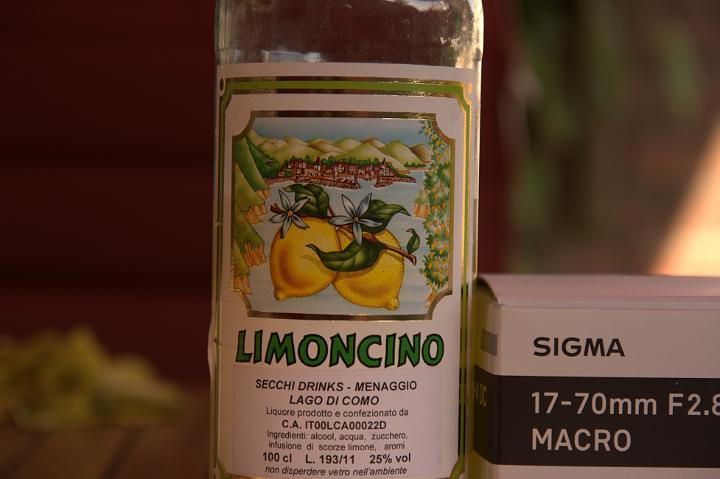 LIMONCINO
SECCHI DRINKS - MENAGGIO
LAGO DI COMO
Liquore prodotto e confezionato da
C.A. IT00LCA00022D
Ingredienti: alcool, acqua, zucchero,
infusione di scorze limone, aromi
100 cl L. 193/11 25% vol
non disperdere vetro nell'ambiente
SIGMA
DC
17-70mm F2.8
MACRO